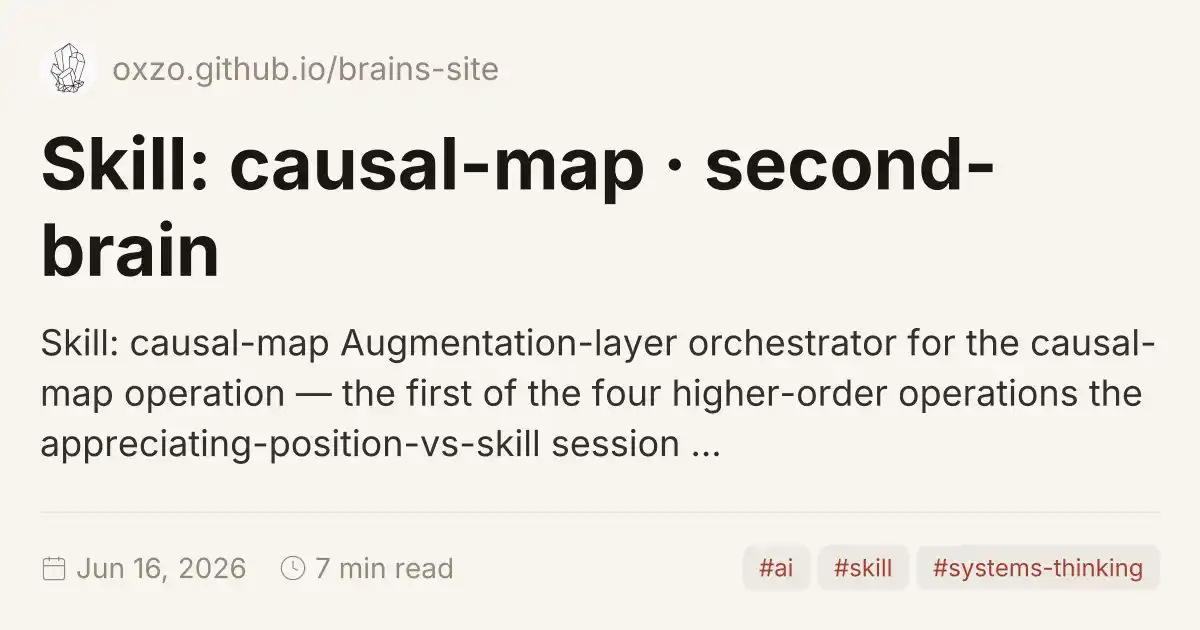 oxzo.github.io/brains-site
Skill: causal-map · second-
brain
Skill: causal-map Augmentation-layer orchestrator for the causal-
map operation — the first of the four higher-order operations the
appreciating-position-vs-skill session ...
Jun 16, 2026 7 min read #ai #skill #systems-thinking